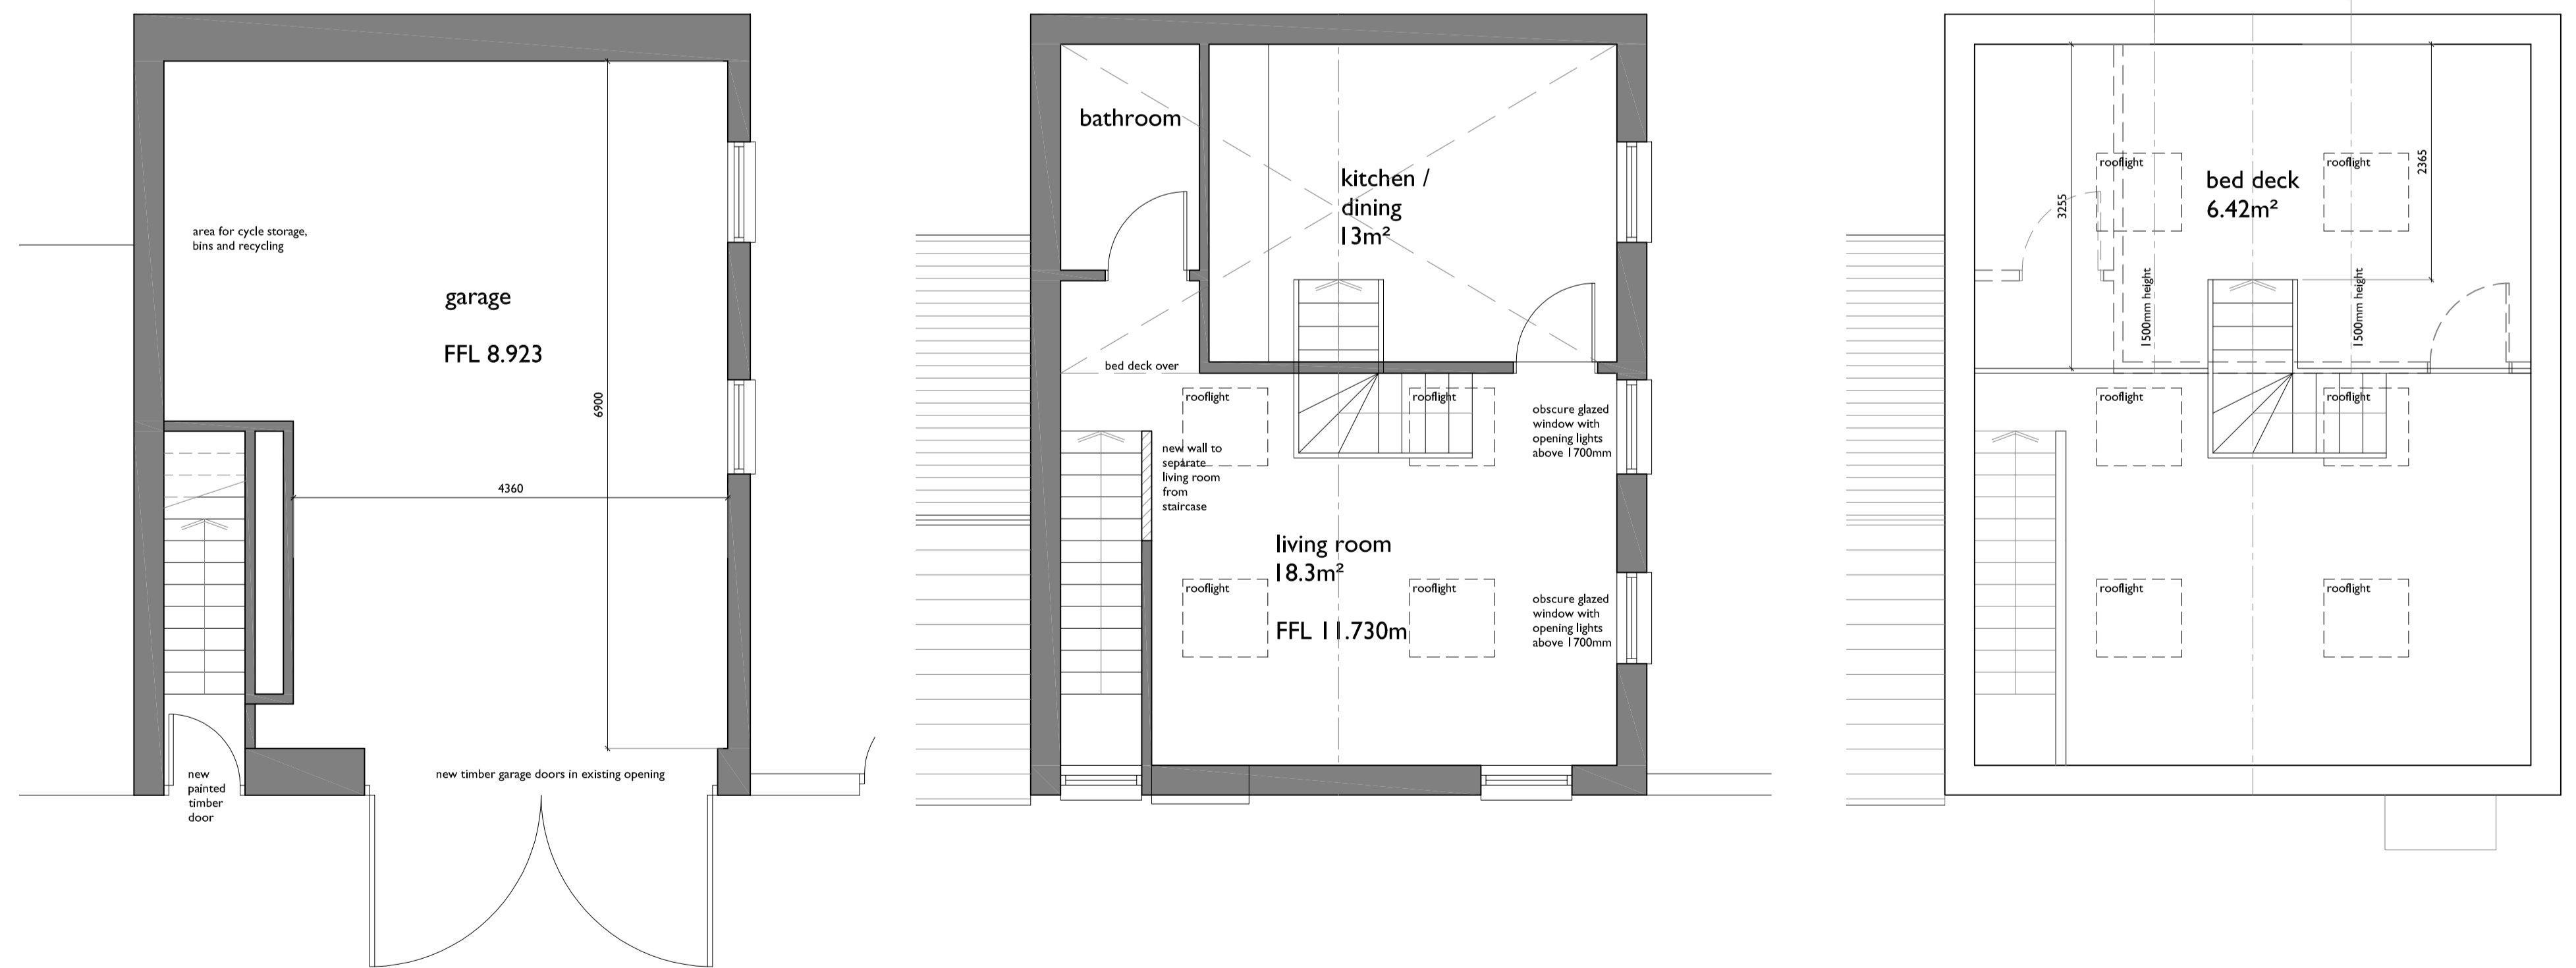 area for cycle storage,
bins and recycling
garage
FFL 8.923
6900
4360
new
painted
timber
door
new timber garage doors in existing opening
bathroom
kitchen /
dining
13m²
bed deck over
rooflight
rooflight
obscure glazed
window with
opening lights
above 1700mm
new wall to
separate
living room
from
staircase
living room
18.3m²
rooflight
rooflight
FFL 11.730m
obscure glazed
window with
opening lights
above 1700mm
rooflight
rooflight
bed deck
6.42m²
2365
3255
1500mm height
1500mm height
rooflight
rooflight
rooflight
rooflight